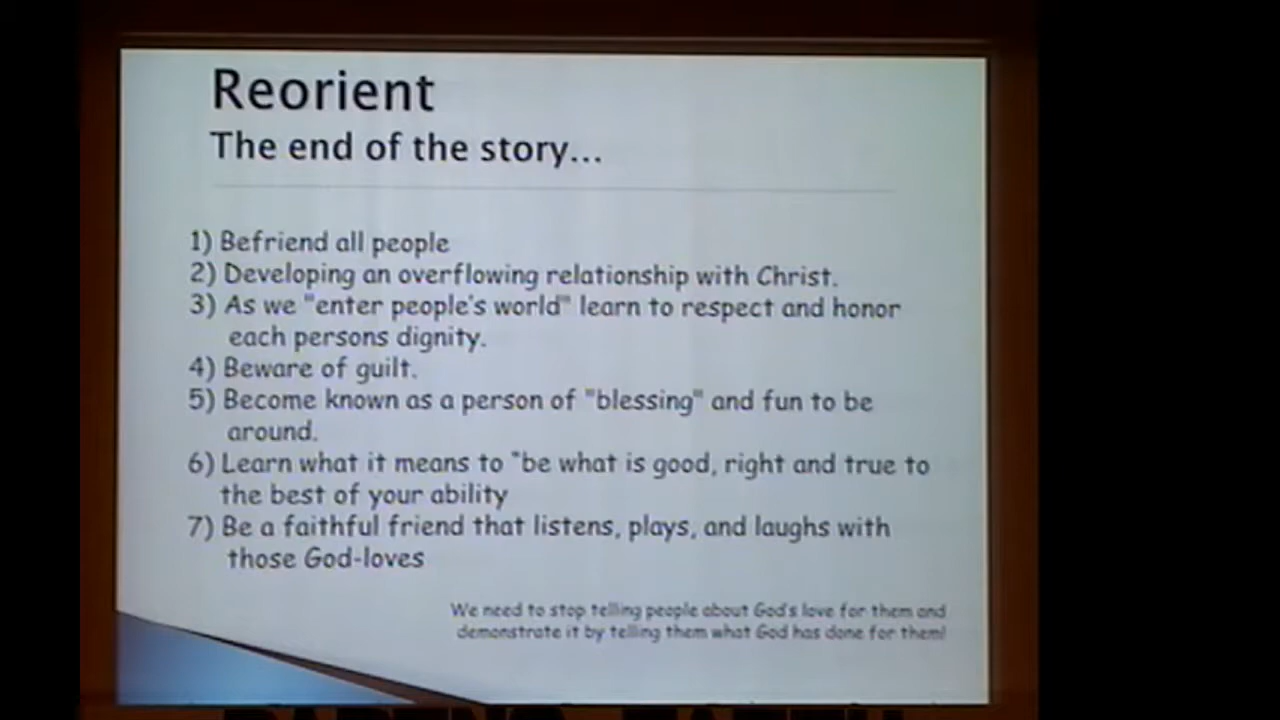 Reorient
The end of the story...
1) Befriend all people
2) Developing an overflowing relationship with Christ.
3) As we "enter people's world" learn to respect and honor
each persons dignity.
4) Beware of guilt.
5) Become known as a person of "blessing" and fun to be
around.
6) Learn what it means to "be what is good, right and true to
the best of your ability
7) Be a faithful friend that listens, plays, and laughs with
those God-loves
We need to stop telling people about God's love for them and
demonstrate it by telling them what God has done for them!